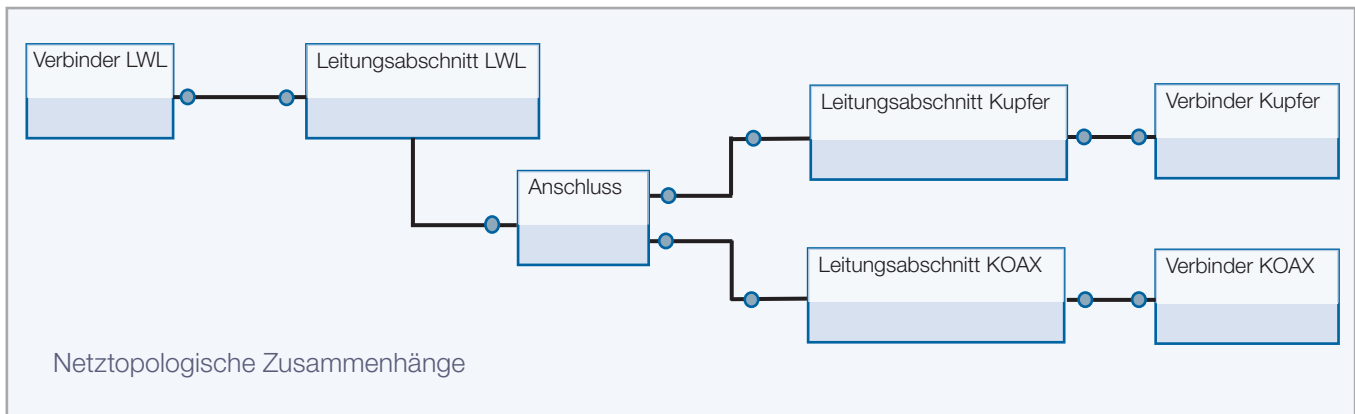 Verbinder LWL
Leitungsabschnitt LWL
Leitungsabschnitt Kupfer
Verbinder Kupfer
Anschluss
Leitungsabschnitt KOAX
Verbinder KOAX
Netztopologische Zusammenhänge